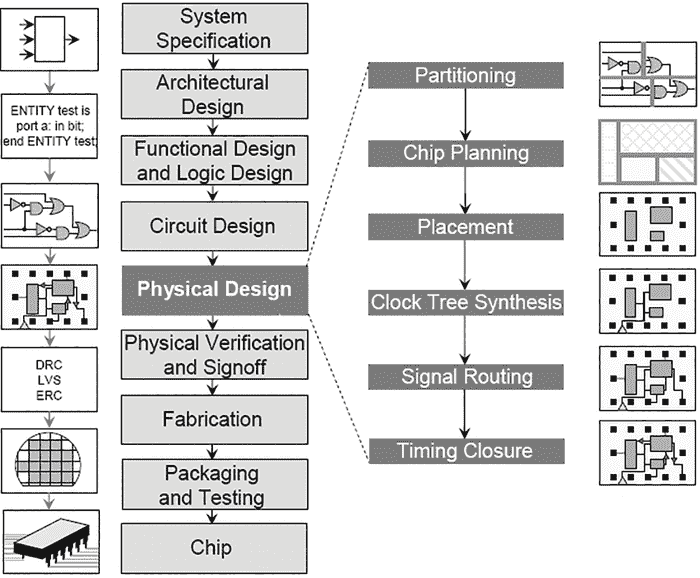 ENTITY test is
port a: in bit;
end ENTITY test;
DRC
LVS
ERC
System
Specification
Architectural
Design
Functional Design
and Logic Design
Circuit Design
Physical Design
Physical Verification
and Signoff
Fabrication
Packaging
and Testing
Chip
Partitioning
Chip Planning
Placement
Clock Tree Synthesis
Signal Routing
Timing Closure